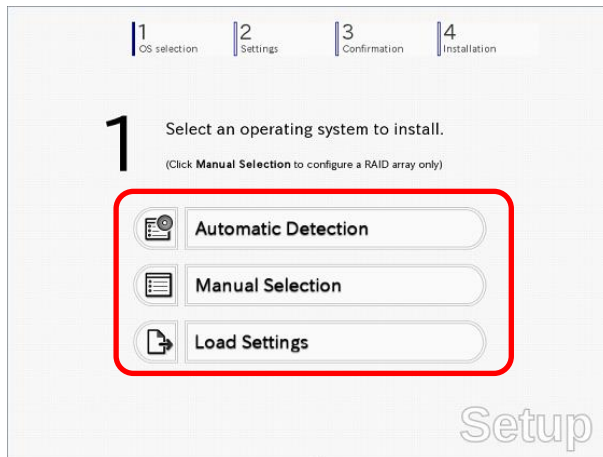 1 2 3 4
OS selection Settings Confirmation Installation
1 Select an operating system to install.
(Click Manual Selection to configure a RAID array only)
Automatic Detection
Manual Selection
Load Settings
Setup